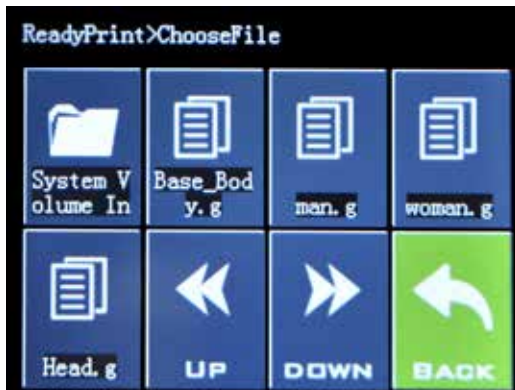 ReadyPrint>ChooseFile
System V
olume In
Base_Bod
y.g
man.g
woman.g
Head.g
UP
DOWN
BACK